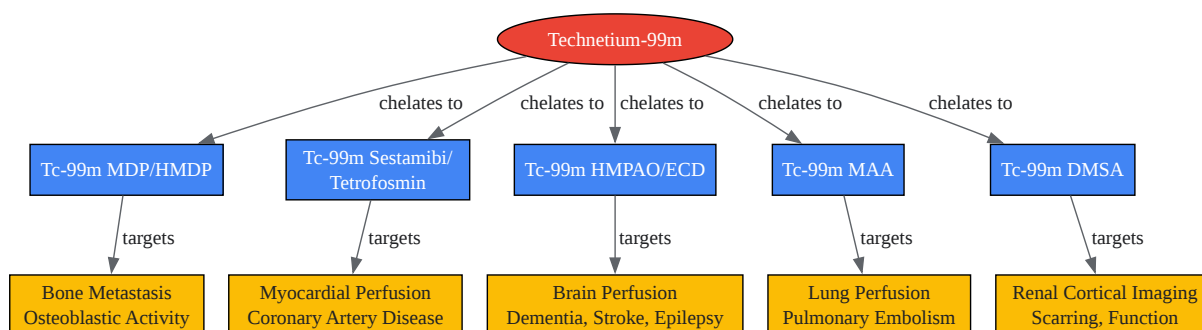 Technetium-99m
chelates to
chelates to
chelates to
chelates to
chelates to
Tc-99m MDP/HMDP
Tc-99m Sestamibi/
Tetrofosmin
Tc-99m HMPAO/ECD
Tc-99m MAA
Tc-99m DMSA
targets
targets
targets
targets
targets
Bone Metastasis
Osteoblastic Activity
Myocardial Perfusion
Coronary Artery Disease
Brain Perfusion
Dementia, Stroke, Epilepsy
Lung Perfusion
Pulmonary Embolism
Renal Cortical Imaging
Scarring, Function